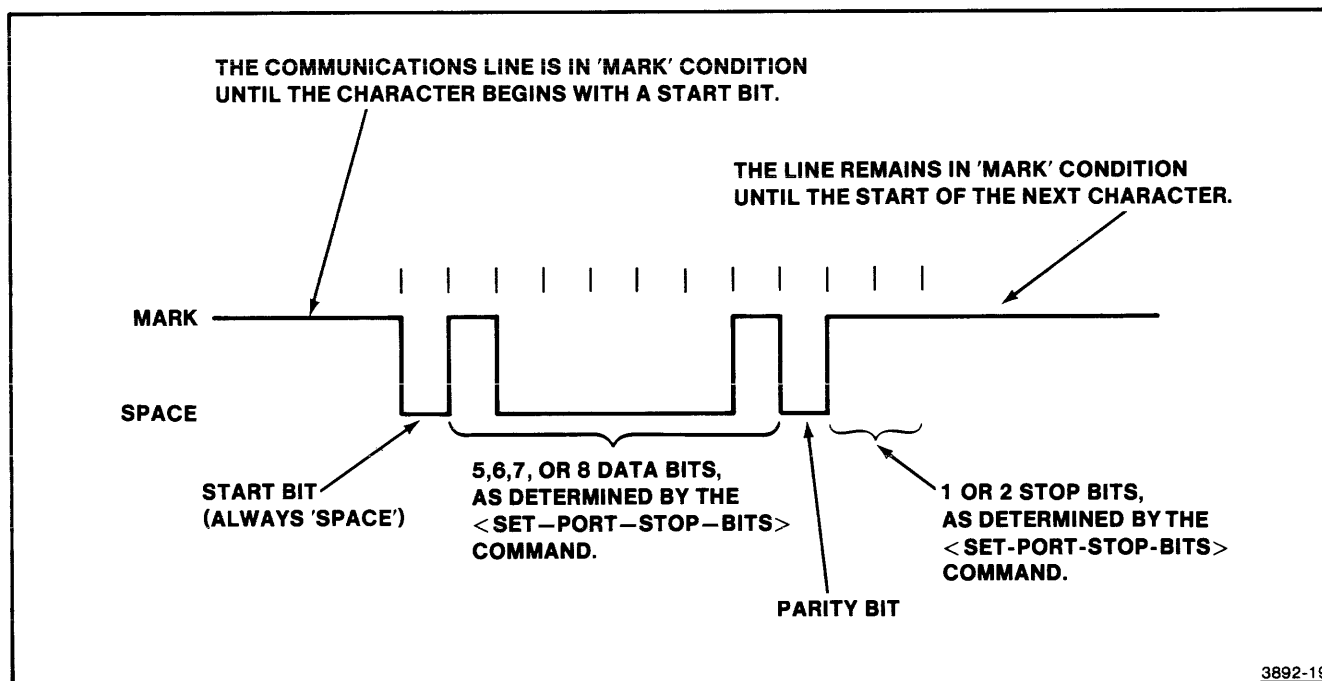 THE COMMUNICATIONS LINE IS IN 'MARK' CONDITION
UNTIL THE CHARACTER BEGINS WITH A START BIT.
THE LINE REMAINS IN 'MARK' CONDITION
UNTIL THE START OF THE NEXT CHARACTER.
MARK
SPACE
START BIT
(ALWAYS 'SPACE')
5,6,7, OR 8 DATA BITS,
AS DETERMINED BY THE
<SET—PORT—STOP—BITS>
COMMAND.
1 OR 2 STOP BITS,
AS DETERMINED BY THE
<SET-PORT-STOP-BITS>
COMMAND.
PARITY BIT
3892-19